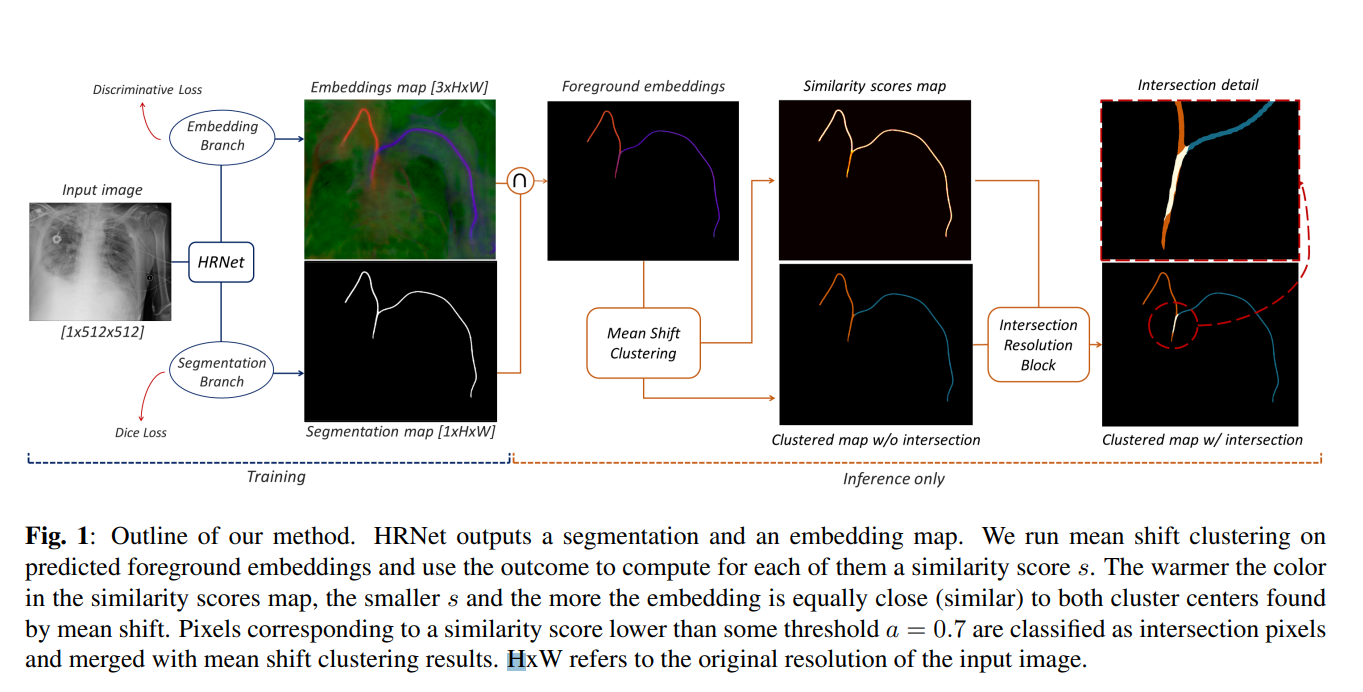 Discriminative Loss
Embedding
Branch
Input image
HRNet
[1x512x512]
Segmentation
Branch
Dice Loss
Embeddings map [3xHxW]
Segmentation map [1xHxW]
∩
Foreground embeddings
Mean Shift
Clustering
Similarity scores map
Clustered map w/o intersection
Intersection
Resolution
Block
Intersection detail
Clustered map w/ intersection
Training
Inference only
Fig. 1: Outline of our method. HRNet outputs a segmentation and an embedding map. We run mean shift clustering on
predicted foreground embeddings and use the outcome to compute for each of them a similarity score s. The warmer the color
in the similarity scores map, the smaller s and the more the embedding is equally close (similar) to both cluster centers found
by mean shift. Pixels corresponding to a similarity score lower than some threshold a = 0.7 are classified as intersection pixels
and merged with mean shift clustering results. HxW refers to the original resolution of the input image.